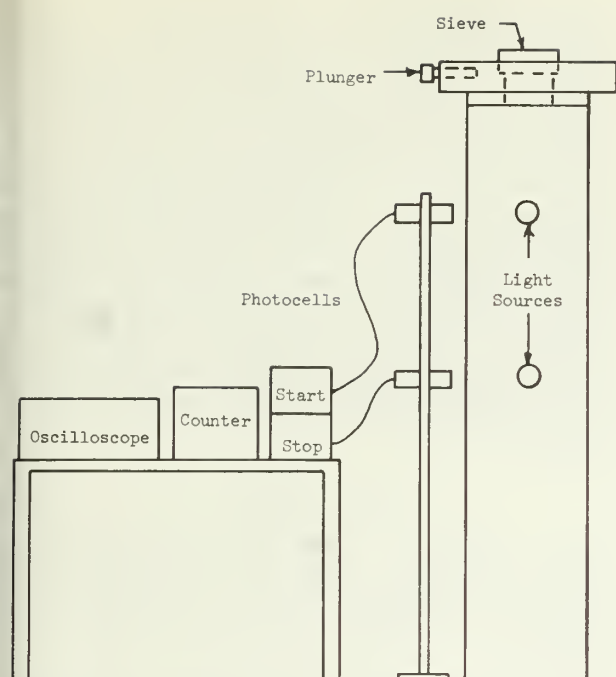 Sieve
Plunger
Light
Sources
Photocells
Start
Counter
Oscilloscope
Stop